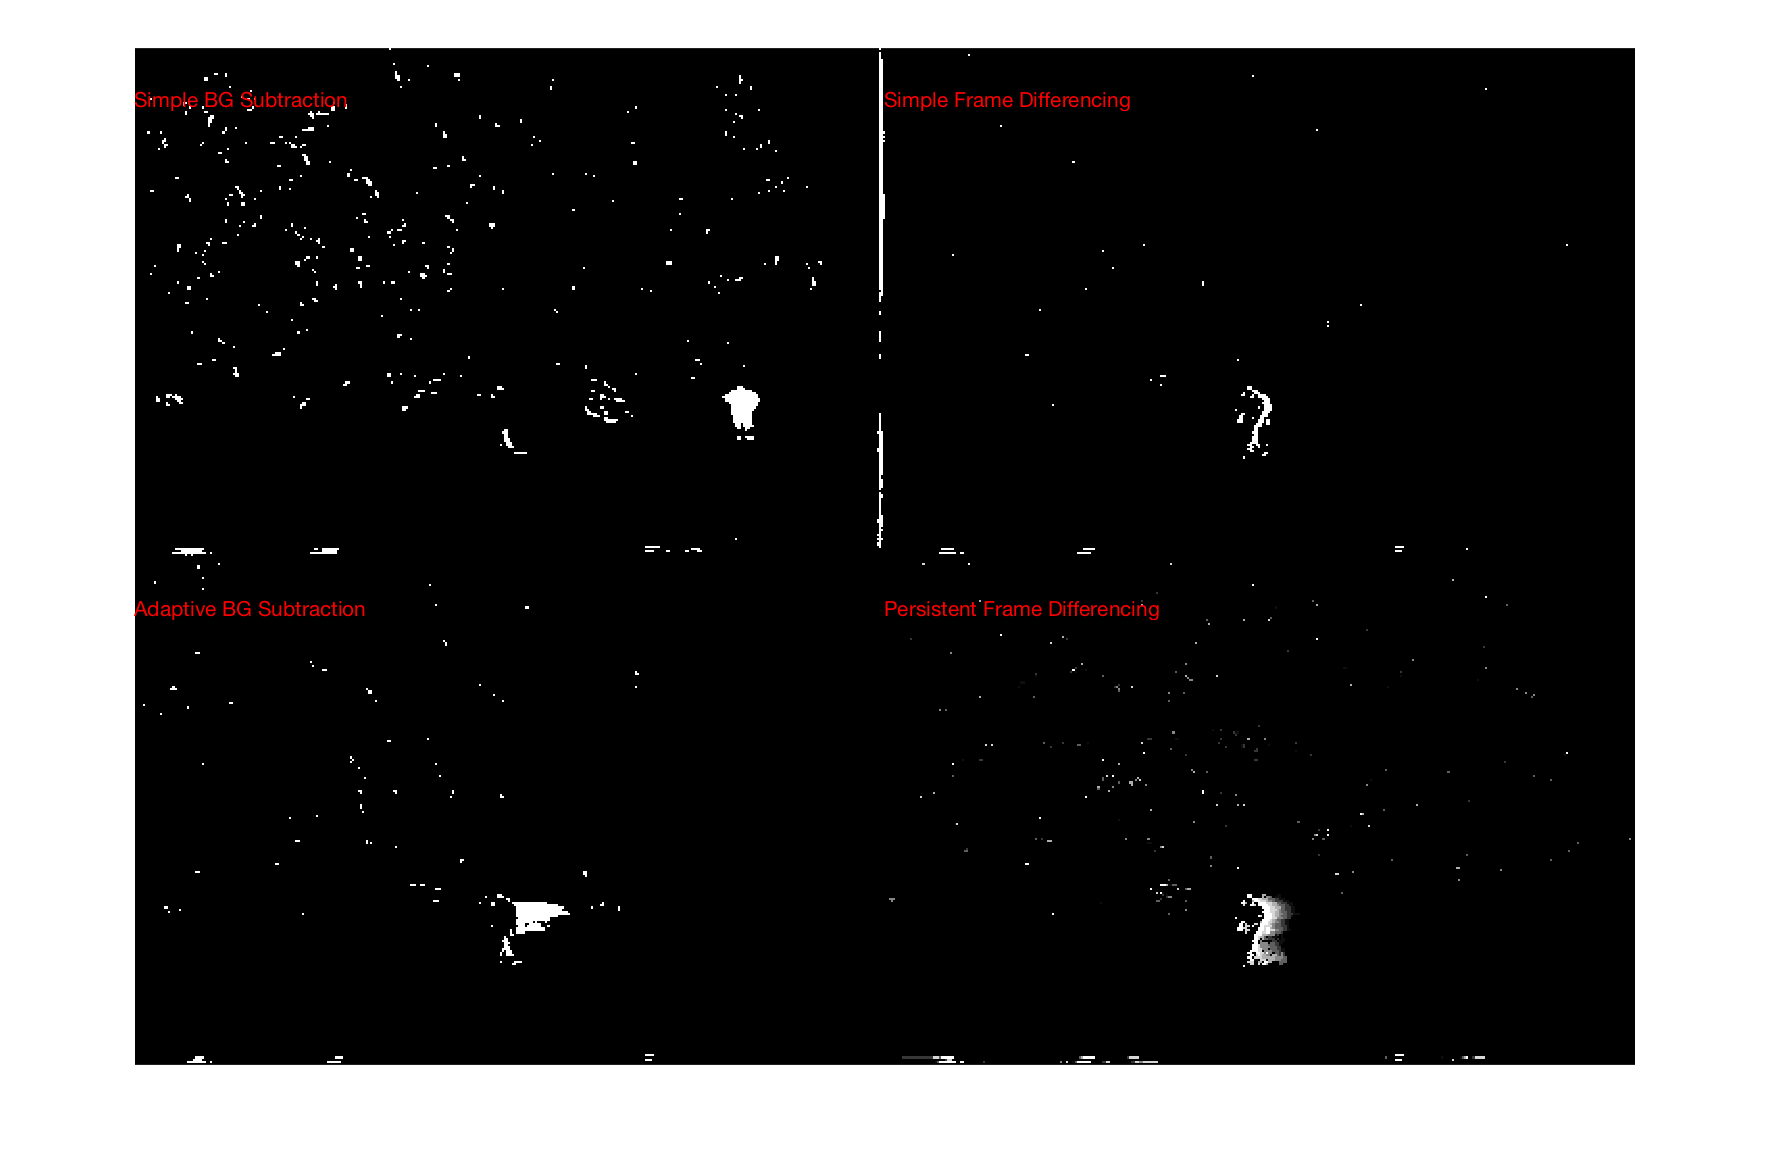 Simple BG Subtraction
Simple Frame Differencing
Adaptive BG Subtraction
Persistent Frame Differencing